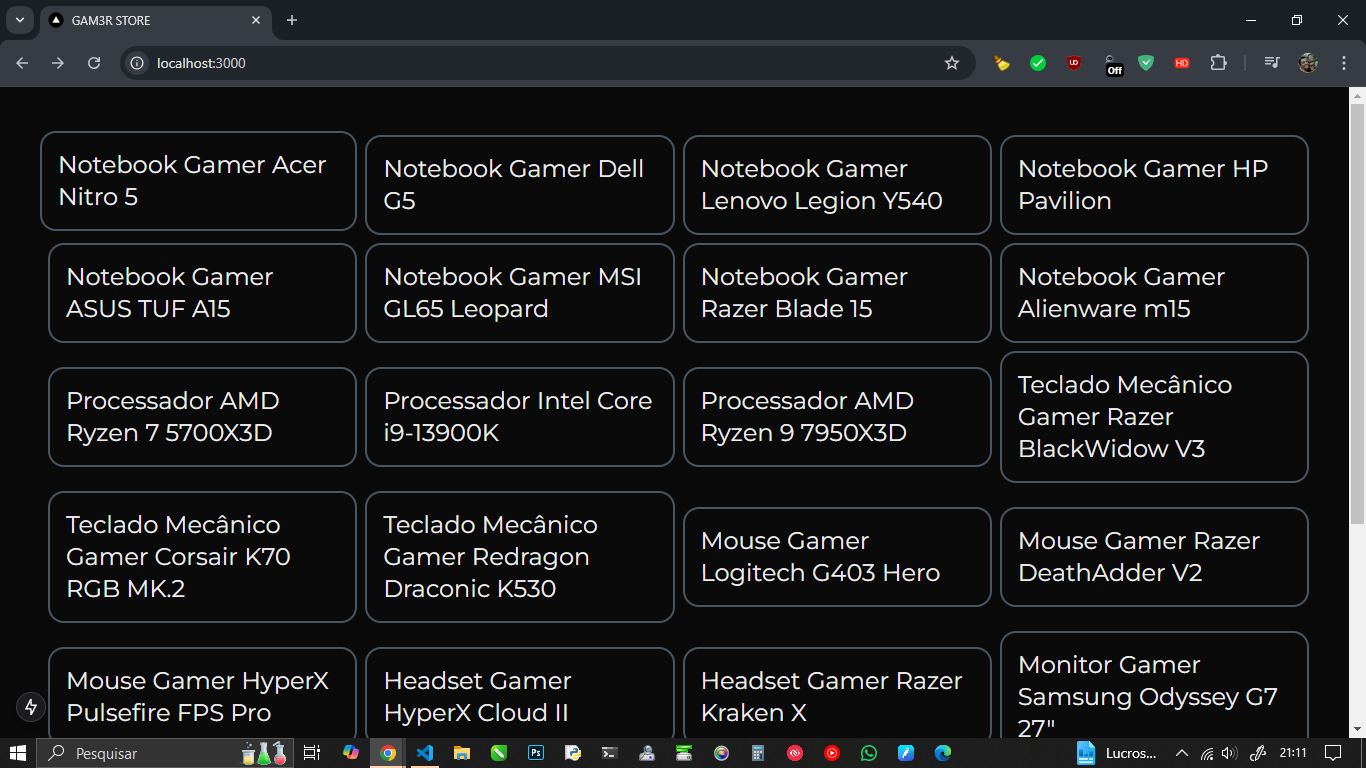 GAM3R STORE
localhost:3000
UD
Off
HD
Notebook Gamer Acer
Nitro 5
Notebook Gamer Dell
G5
Notebook Gamer
Lenovo Legion Y540
Notebook Gamer HP
Pavilion
Notebook Gamer
ASUS TUF A15
Notebook Gamer MSI
GL65 Leopard
Notebook Gamer
Razer Blade 15
Notebook Gamer
Alienware m15
Processador AMD
Ryzen 7 5700X3D
Processador Intel Core
i9-13900K
Processador AMD
Ryzen 9 7950X3D
Teclado Mecânico
Gamer Razer
BlackWidow V3
Teclado Mecânico
Gamer Corsair K70
RGB MK.2
Teclado Mecânico
Gamer Redragon
Draconic K530
Mouse Gamer
Logitech G403 Hero
Mouse Gamer Razer
DeathAdder V2
Mouse Gamer HyperX
Pulsefire FPS Pro
Headset Gamer
HyperX Cloud II
Headset Gamer Razer
Kraken X
Monitor Gamer
Samsung Odyssey G7
27"
Pesquisar
Ps
Lucros...
21:11